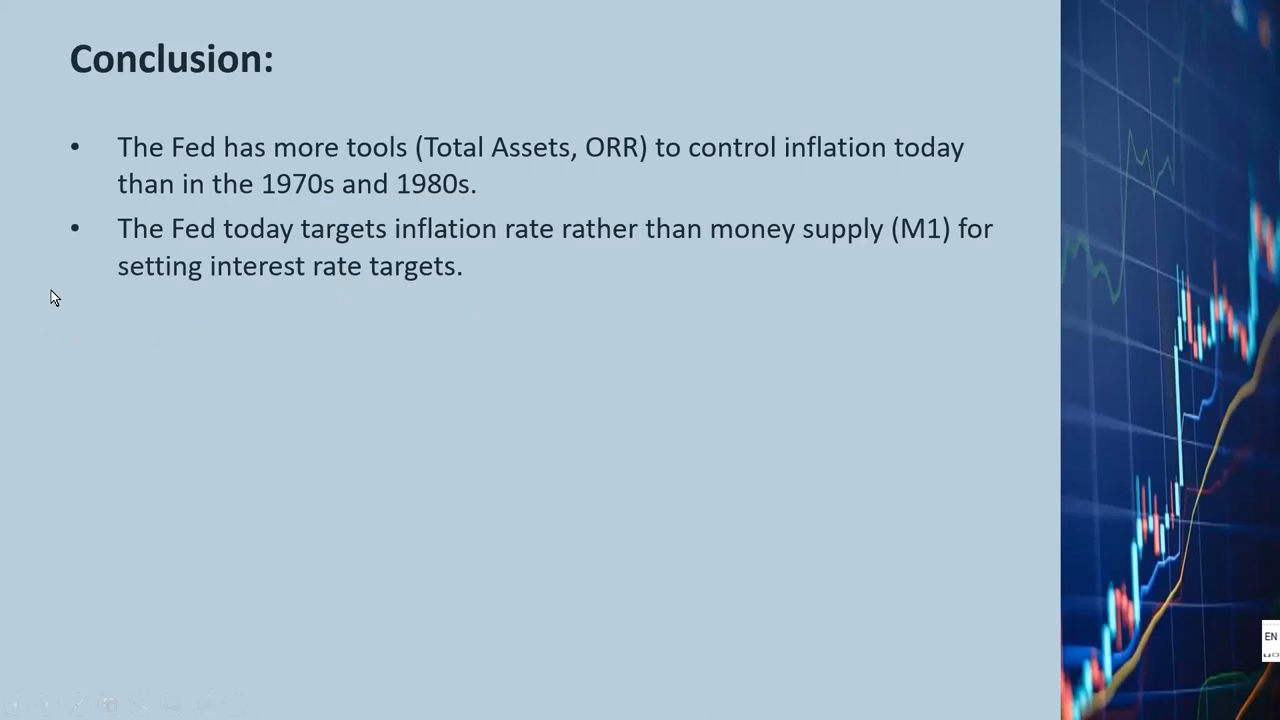 Conclusion:
• The Fed has more tools (Total Assets, ORR) to control inflation today
than in the 1970s and 1980s.
• The Fed today targets inflation rate rather than money supply (M1) for
setting interest rate targets.
EN